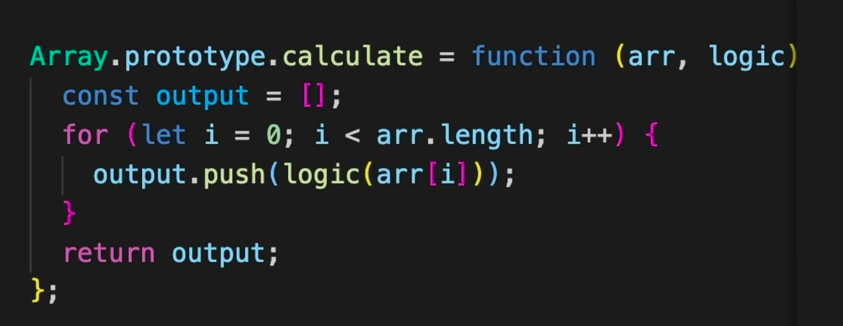 Array.prototype.calculate = function (arr, logic)
const output = [];
for (let i = 0; i < arr.length; i++) {
output.push(logic(arr[i]));
}
return output;
};